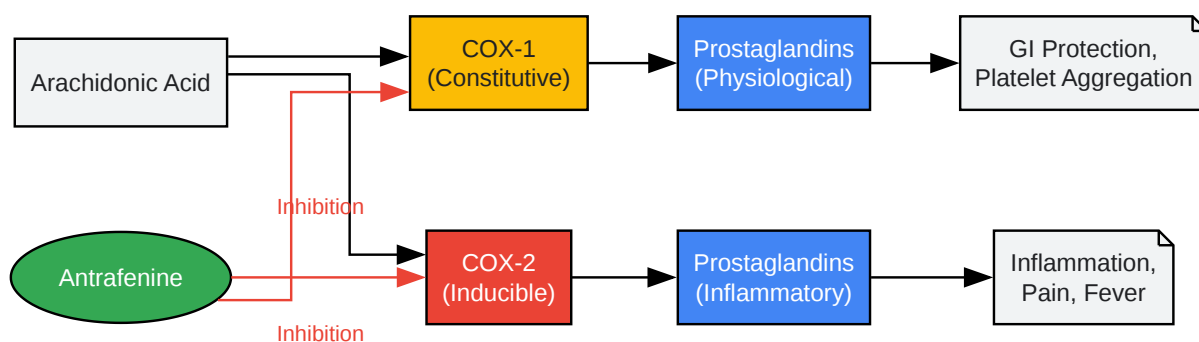 Arachidonic Acid
COX-1
(Constitutive)
Prostaglandins
(Physiological)
GI Protection,
Platelet Aggregation
Inhibition
Antrafenine
COX-2
(Inducible)
Prostaglandins
(Inflammatory)
Inflammation,
Pain, Fever
Inhibition